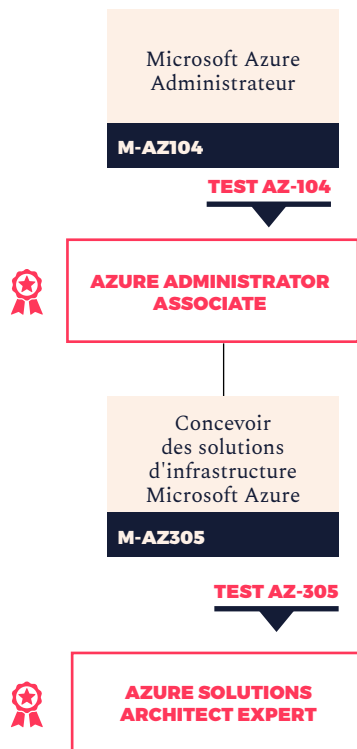 Microsoft Azure
Administrateur
M-AZ104
TEST AZ-104
AZURE ADMINISTRATOR
ASSOCIATE
Concevoir
des solutions
d'infrastructure
Microsoft Azure
M-AZ305
TEST AZ-305
AZURE SOLUTIONS
ARCHITECT EXPERT